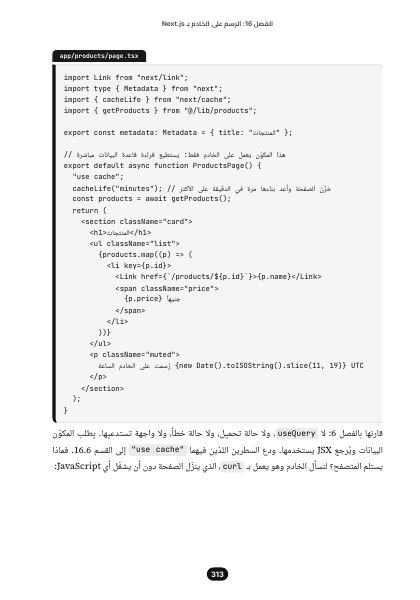 الفصل 16: الرسم على الخادم بـ Next.js
app/products/page.tsx
import Link from "next/link";
import type { Metadata } from "next";
import { cacheLife } from "next/cache";
import { getProducts } from "@/lib/products";
export const metadata: Metadata = { title: "المنتجات" };
// هذا المكوّن يعمل على الخادم فقط: يستطيع قراءة قاعدة البيانات مباشرة
export default async function ProductsPage() {
"use cache";
cacheLife("minutes"); // خزّن الصفحة وأعد بناءها مرة في الدقيقة على الأكثر
const products = await getProducts();
return (
<section className="card">
<h1>المنتجات</h1>
<ul className="list">
{products.map((p) => (
<li key={p.id}>
<Link href={`/products/${p.id}`}>{p.name}</Link>
<span className="price">
{p.price} جنيها
</span>
</li>
))}
</ul>
<p className="muted">
رُسمت على الخادم الساعة {new Date().toISOString().slice(11, 19)} UTC
</p>
</section>
);
}
قارنها بالفصل 6: لا useQuery، ولا حالة تحميل، ولا حالة خطأ، ولا واجهة تستدعيها. يطلب المكوّن
البيانات ويُرجع JSX يستخدمها. ودع السطرين اللذين فيهما "use cache" إلى القسم 16.6. فماذا
يستلم المتصفح؟ لنسأل الخادم وهو يعمل بـ curl، الذي ينزّل الصفحة دون أن يشغّل أي JavaScript:
313